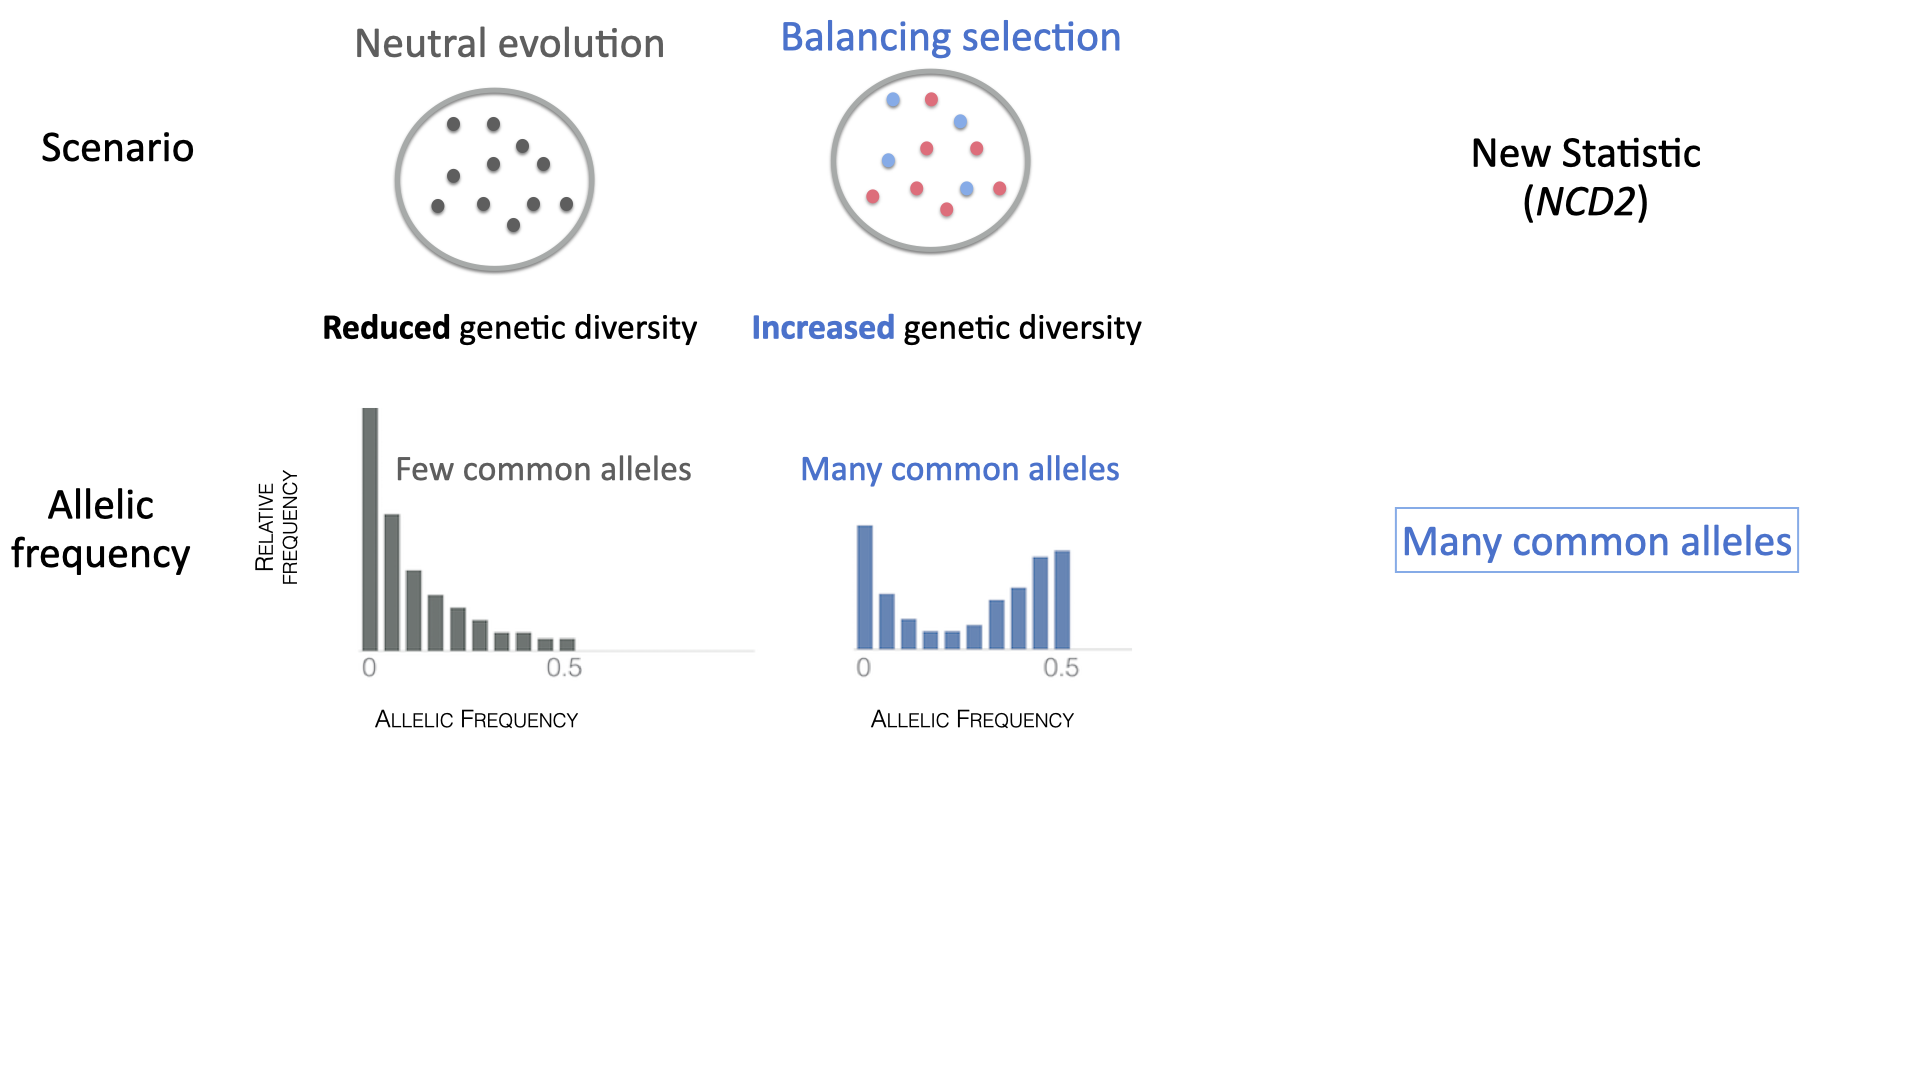 Neutral evolution
Balancing selection
Scenario
New Statistic
(NCD2)
Reduced genetic diversity
Increased genetic diversity
Allelic
frequency
RELATIVE
FREQUENCY
Few common alleles
Many common alleles
Many common alleles
0
0.5
0
0.5
ALLELIC FREQUENCY
ALLELIC FREQUENCY